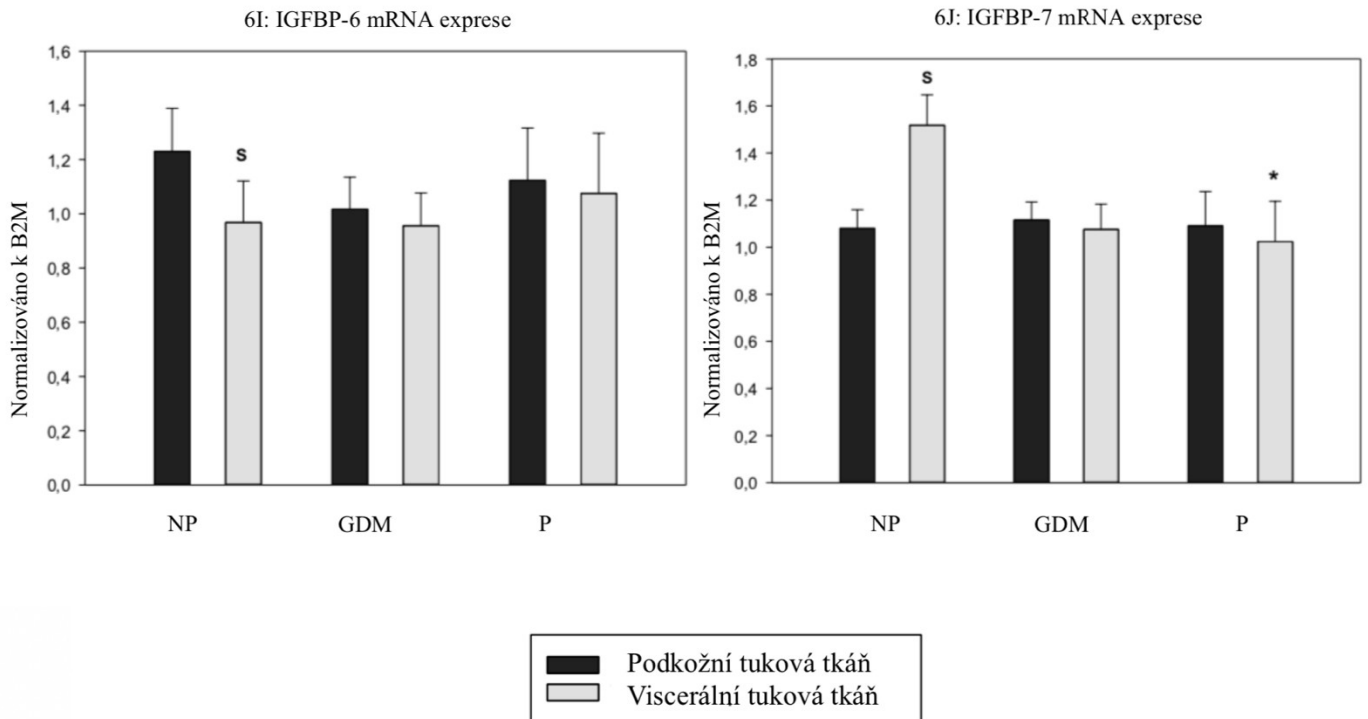 6I: IGFBP-6 mRNA exprese
Normalizováno k B2M
1,6
1,4
1,2
1,0
0,8
0,6
0,4
0,2
0,0
S
NP GDM P
6J: IGFBP-7 mRNA exprese
Normalizováno k B2M
1,8
1,6
1,4
1,2
1,0
0,8
0,6
0,4
0,2
0,0
S
*
NP GDM P
Podkožní tuková tkáň
Viscerální tuková tkáň